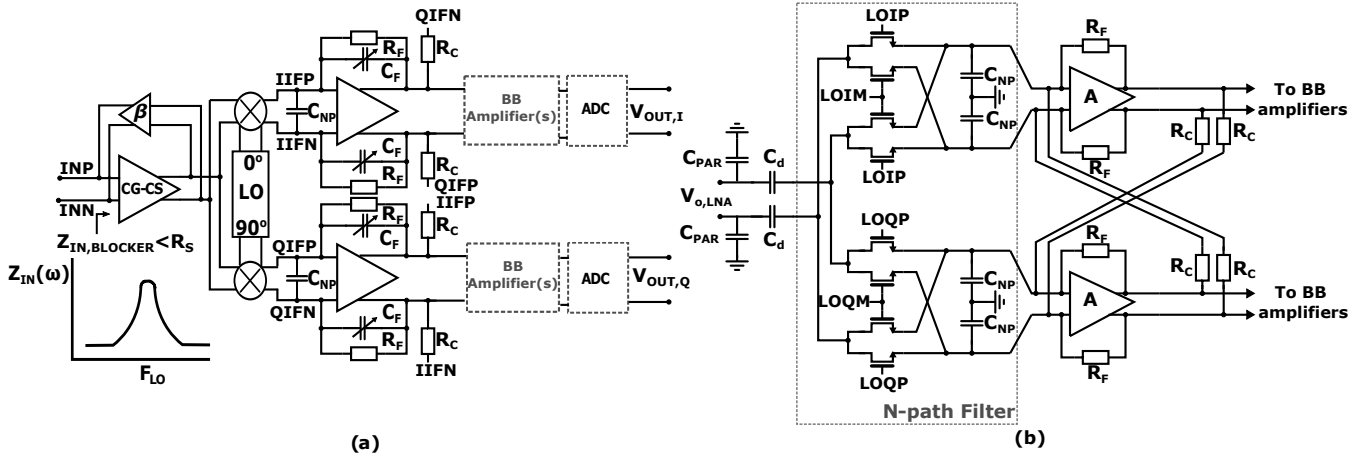 QIFN
R_F
R_C
C_F
IIFP
C_NP
IIFN
BB
Amplifier(s)
ADC
V_OUT,I
β
C_F
R_F
R_C
QIFP
INP
CG-CS
0°
LO
90°
INN
Z_IN,BLOCKER<R_S
IIFP
R_F
R_C
C_F
QIFP
C_NP
QIFN
BB
Amplifier(s)
ADC
V_OUT,Q
C_F
R_F
R_C
IIFN
Z_IN(ω)
F_LO
(a)
LOIP
LOIM
LOIP
C_NP
C_NP
R_F
A
R_F
To BB
amplifiers
R_C
R_C
C_PAR
C_d
V_o,LNA
C_PAR
C_d
LOQP
LOQM
LOQP
C_NP
C_NP
R_F
A
R_F
R_C
R_C
To BB
amplifiers
N-path Filter
(b)